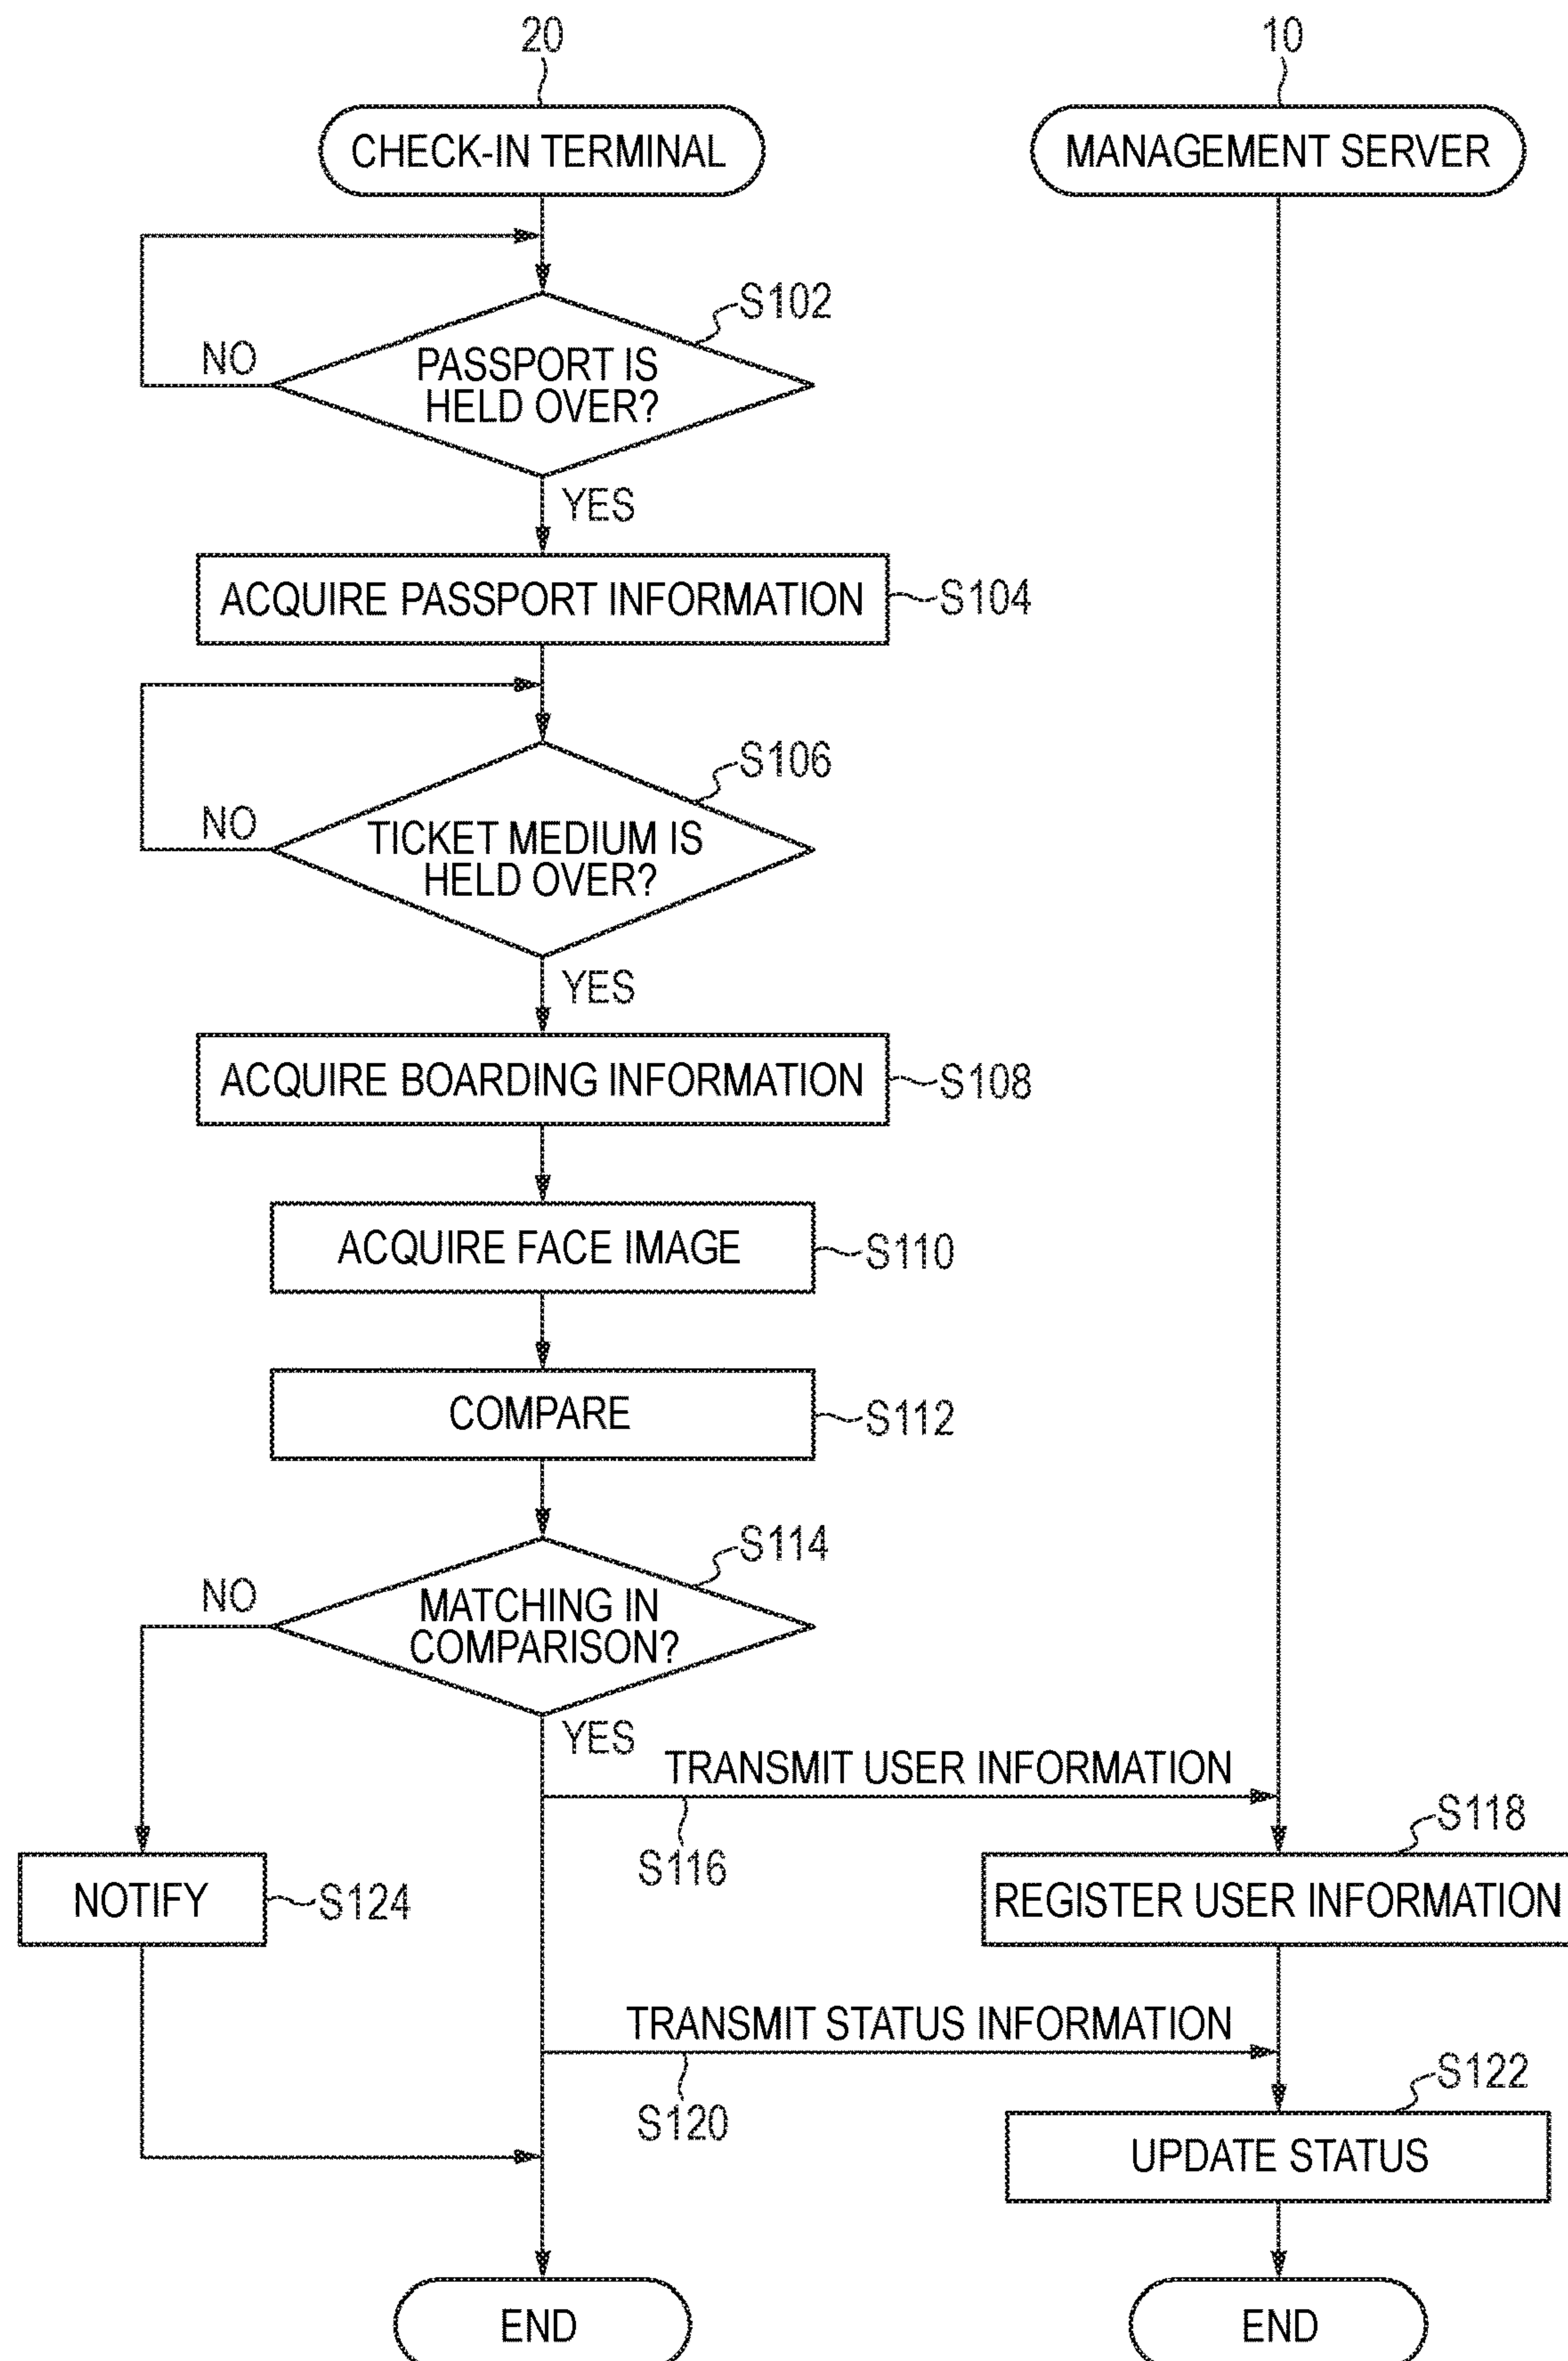 20
10
CHECK-IN TERMINAL
MANAGEMENT SERVER
S102
NO
PASSPORT IS
HELD OVER?
YES
ACQUIRE PASSPORT INFORMATION
S104
S106
NO
TICKET MEDIUM IS
HELD OVER?
YES
ACQUIRE BOARDING INFORMATION
S108
ACQUIRE FACE IMAGE
S110
COMPARE
S112
S114
NO
MATCHING IN
COMPARISON?
YES
TRANSMIT USER INFORMATION
S116
S118
NOTIFY
S124
REGISTER USER INFORMATION
TRANSMIT STATUS INFORMATION
S120
S122
UPDATE STATUS
END
END